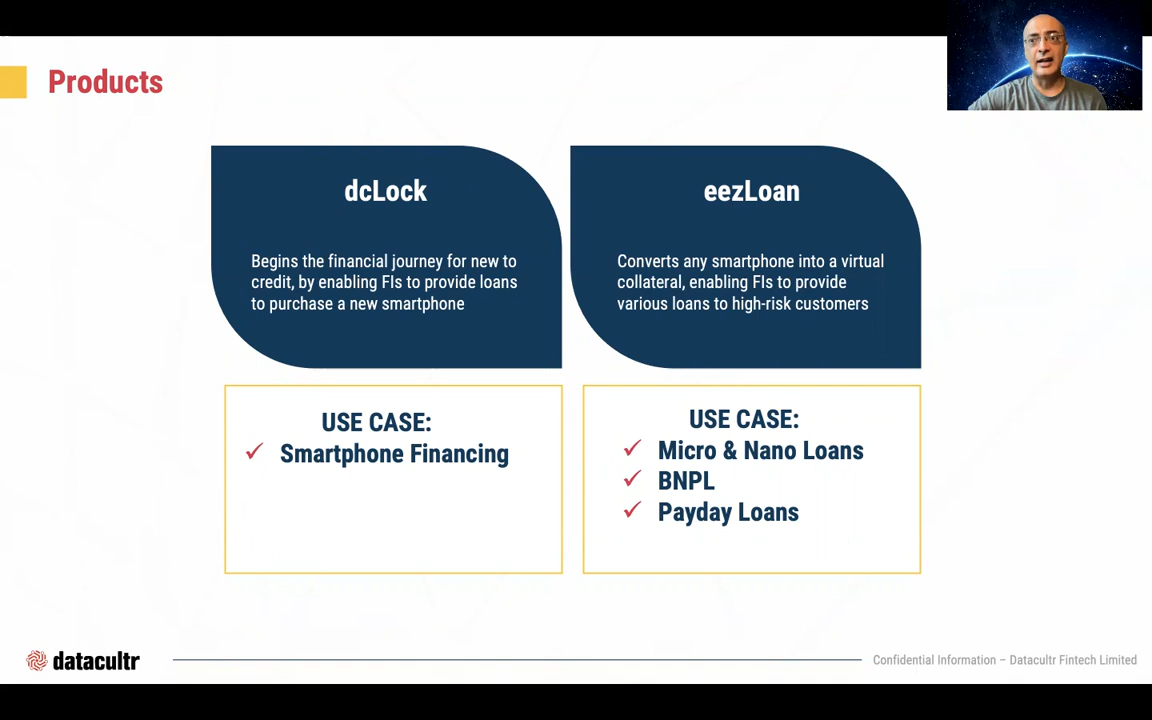 Products
dcLock
Begins the financial journey for new to
credit, by enabling FIs to provide loans
to purchase a new smartphone
eezLoan
Converts any smartphone into a virtual
collateral, enabling FIs to provide
various loans to high-risk customers
USE CASE:
✓ Smartphone Financing
USE CASE:
✓ Micro & Nano Loans
✓ BNPL
✓ Payday Loans
datacultr
Confidential Information – Datacultr Fintech Limited